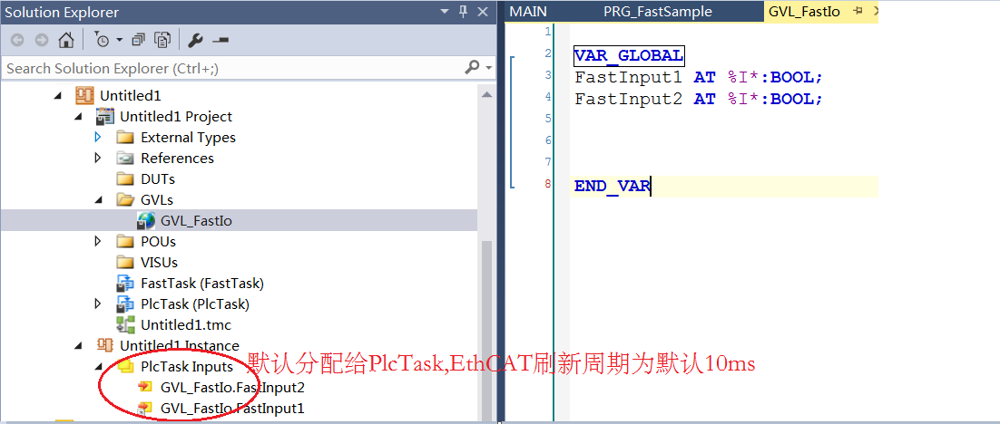 Solution Explorer
Search Solution Explorer (Ctrl+;)
Untitled1
Untitled1 Project
External Types
References
DUTs
GVLs
GVL_FastIo
POUs
VISUs
FastTask (FastTask)
PlcTask (PlcTask)
Untitled1.tmc
Untitled1 Instance
PlcTask Inputs
GVL_FastIo.FastInput2
GVL_FastIo.FastInput1
默认分配给PlcTask,EthCAT刷新周期为默认10ms
MAIN PRG_FastSample GVL_FastIo
1
2 VAR_GLOBAL
3 FastInput1 AT %I*:BOOL;
4 FastInput2 AT %I*:BOOL;
5
6
7
8 END_VAR